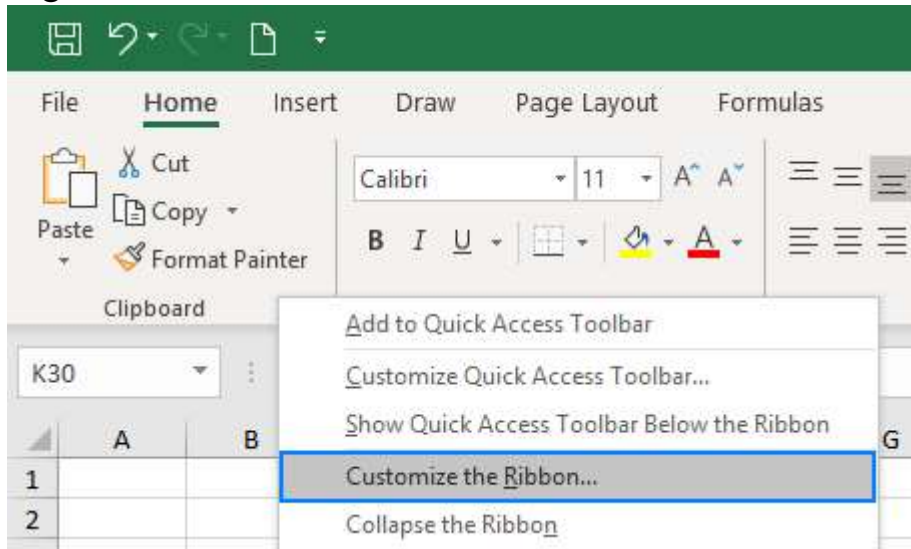 File Home Insert Draw Page Layout Formulas
Cut
Copy
Paste
Format Painter
Clipboard
Calibri 11 A^ A˅
B I U A
Add to Quick Access Toolbar
Customize Quick Access Toolbar...
Show Quick Access Toolbar Below the Ribbon
Customize the Ribbon...
Collapse the Ribbon
K30
A B G
1
2